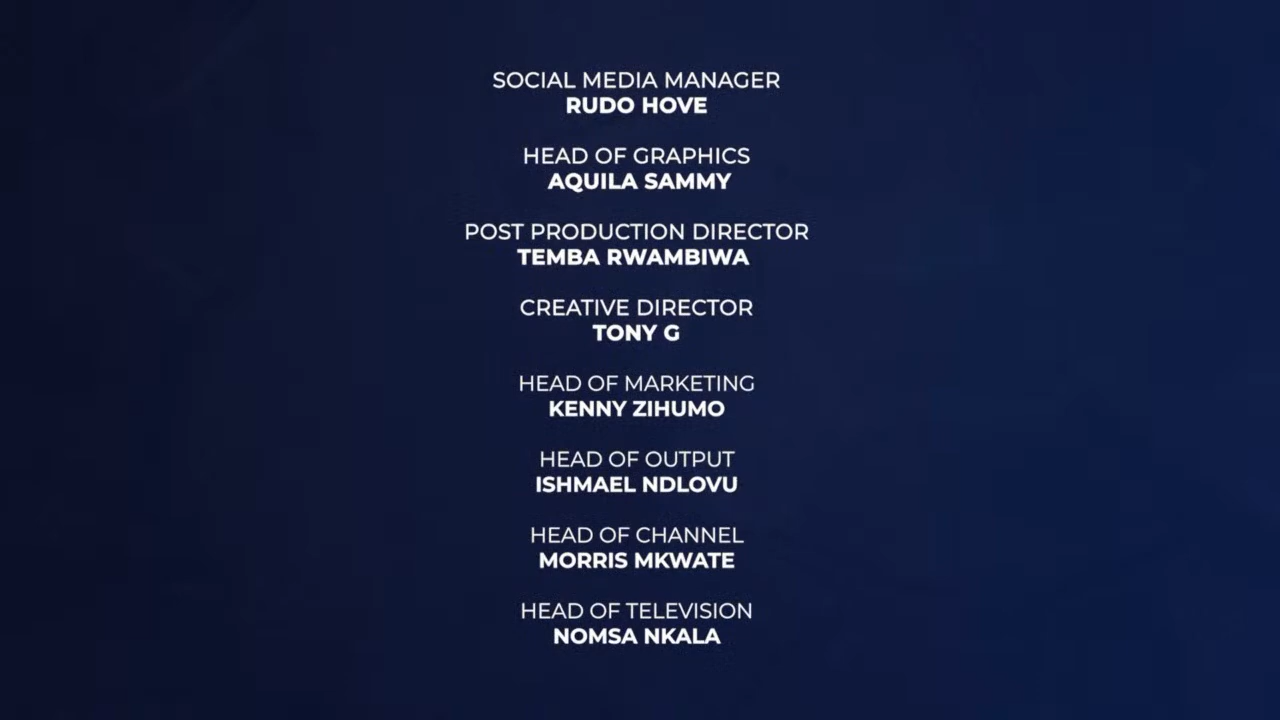 SOCIAL MEDIA MANAGER
RUDO HOVE
HEAD OF GRAPHICS
AQUILA SAMMY
POST PRODUCTION DIRECTOR
TEMBA RWAMBIWA
CREATIVE DIRECTOR
TONY G
HEAD OF MARKETING
KENNY ZIHUMO
HEAD OF OUTPUT
ISHMAEL NDLOVU
HEAD OF CHANNEL
MORRIS MKWATE
HEAD OF TELEVISION
NOMSA NKALA